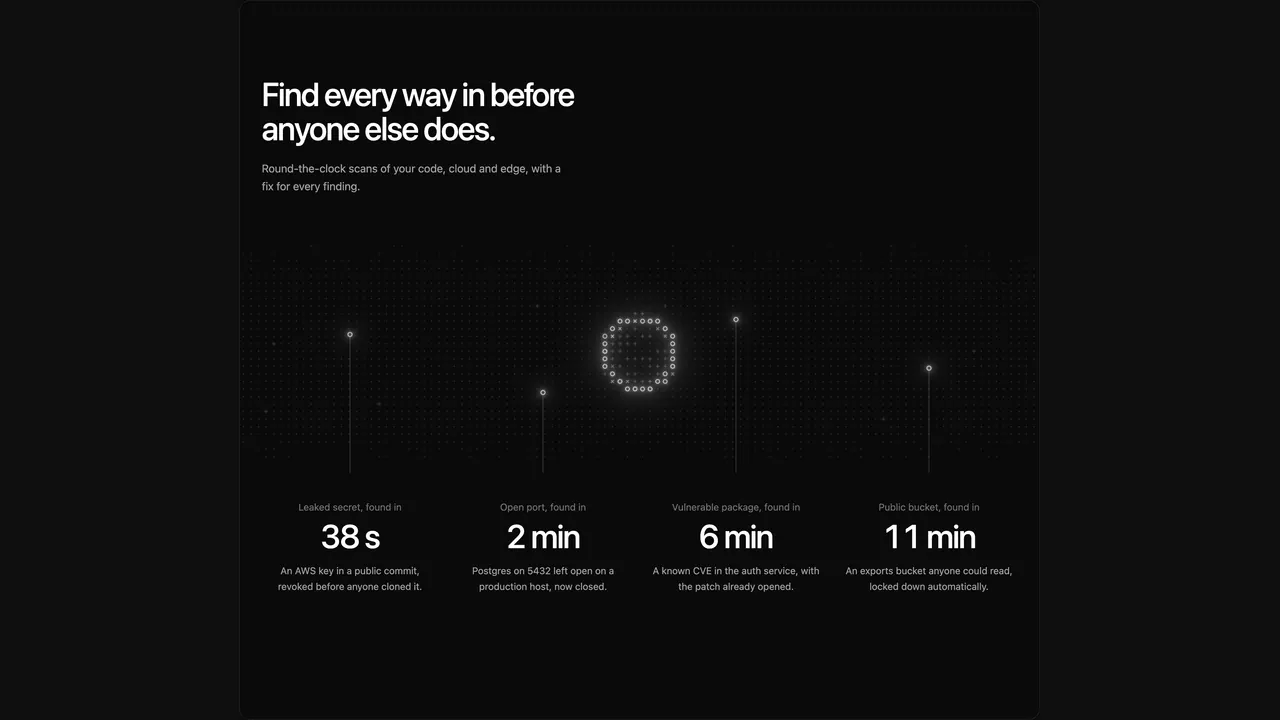 Find every way in before
anyone else does.
Round-the-clock scans of your code, cloud and edge, with a
fix for every finding.
Leaked secret, found in
38 s
An AWS key in a public commit,
revoked before anyone cloned it.
Open port, found in
2 min
Postgres on 5432 left open on a
production host, now closed.
Vulnerable package, found in
6 min
A known CVE in the auth service, with
the patch already opened.
Public bucket, found in
11 min
An exports bucket anyone could read,
locked down automatically.